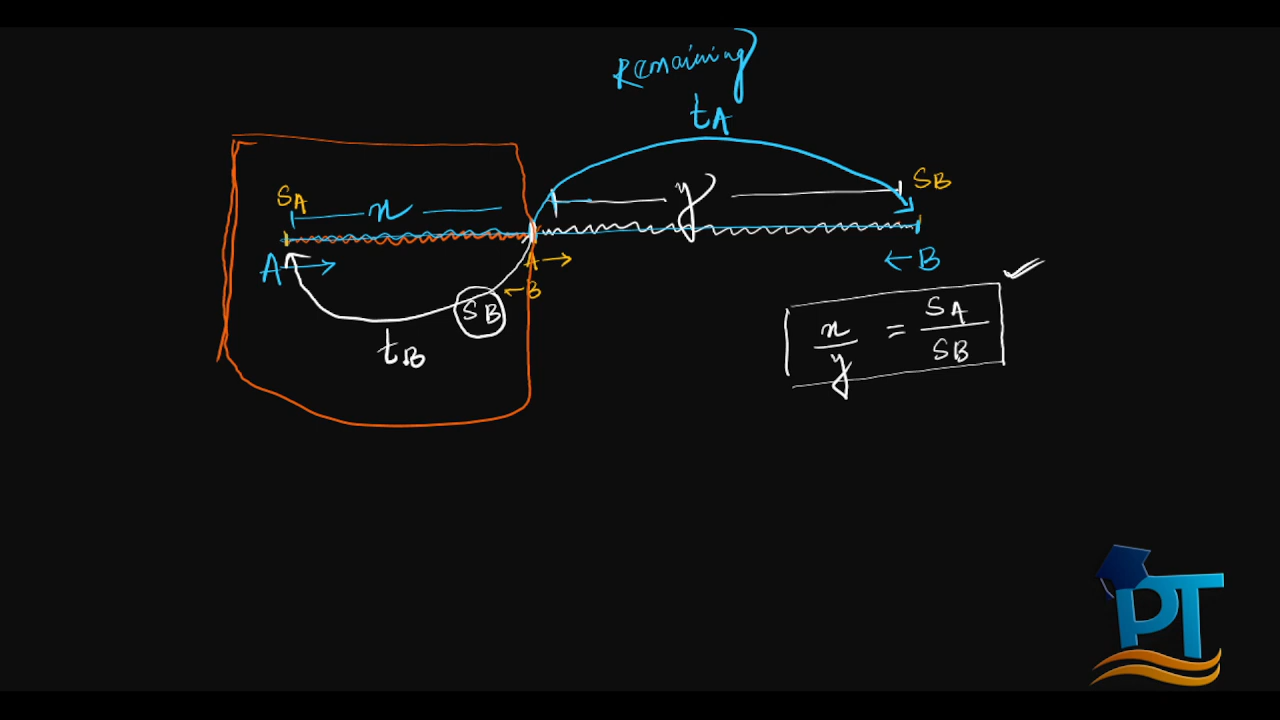 Remaining
tA
SA
x
y
SB
A →
A →
← B
← B
SB
tB
x/y = SA/SB
PT